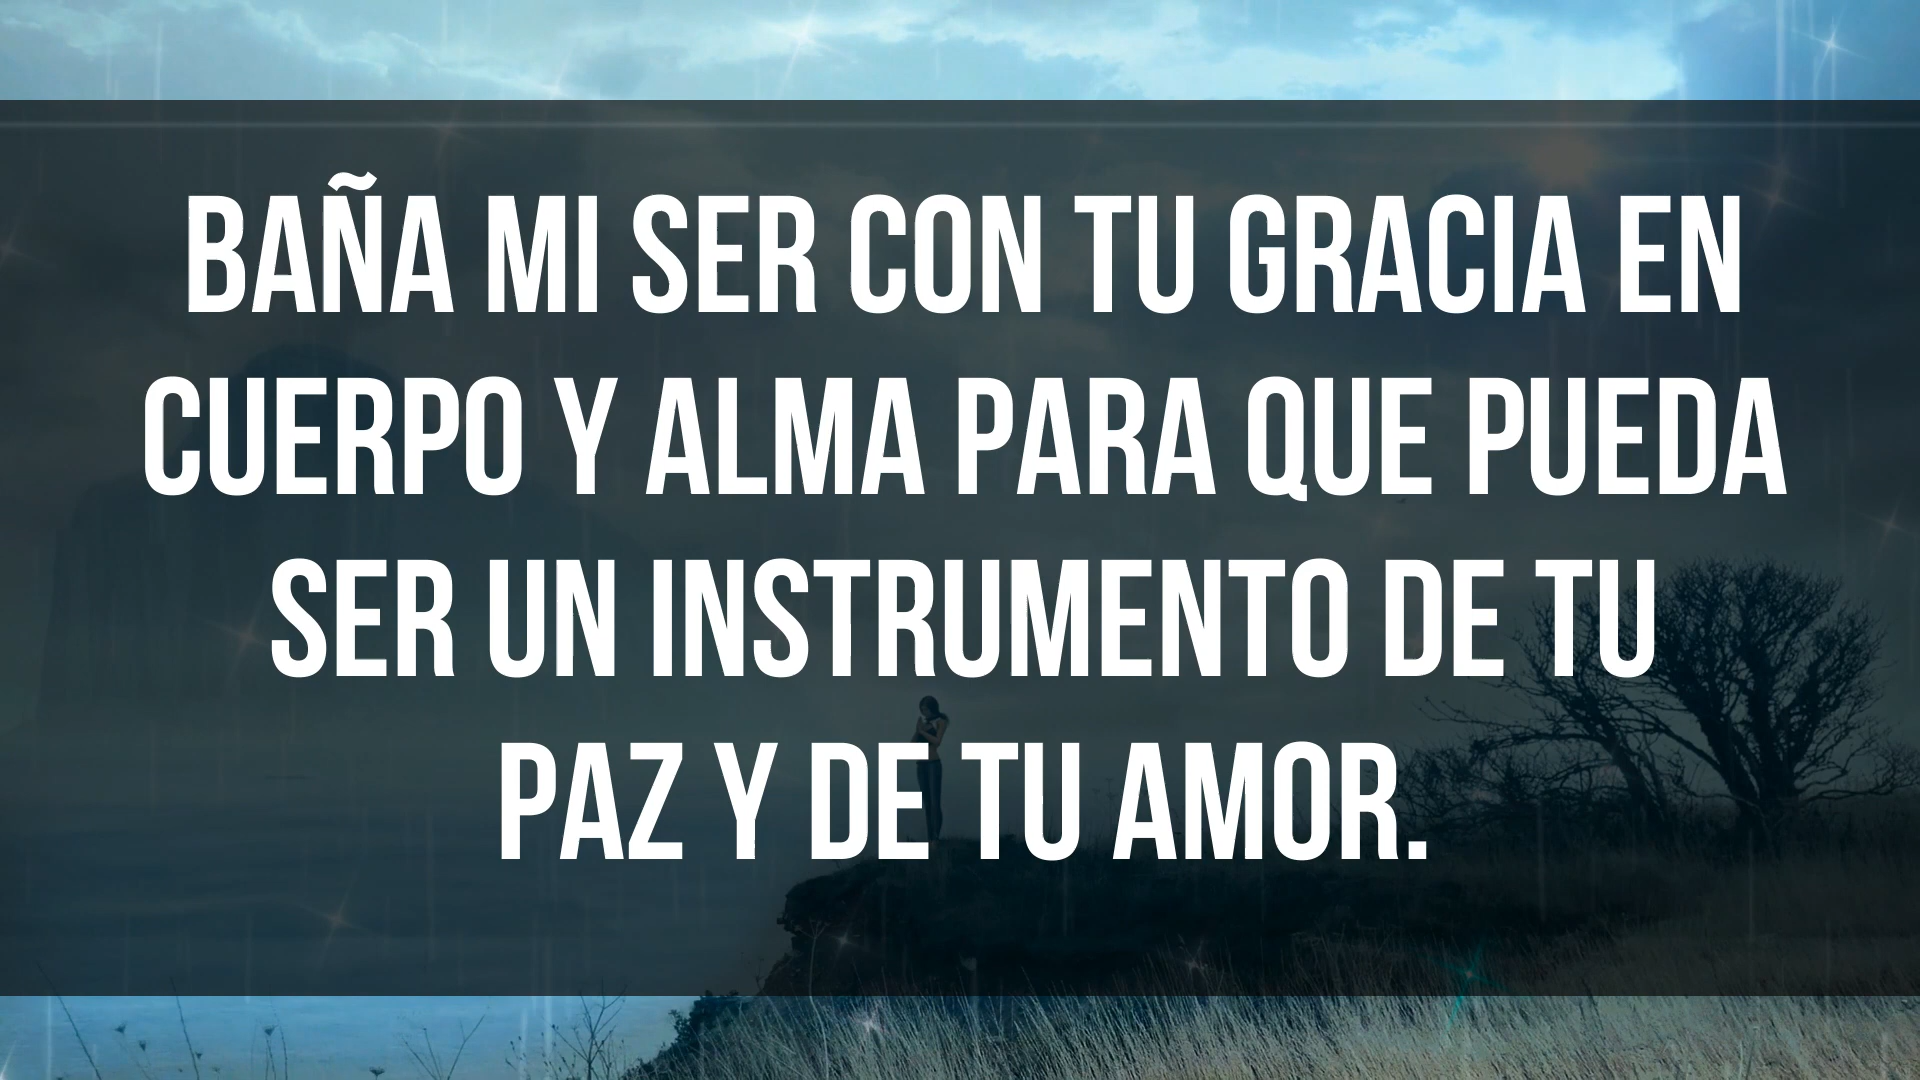 BAÑA MI SER CON TU GRACIA EN
CUERPO Y ALMA PARA QUE PUEDA
SER UN INSTRUMENTO DE TU
PAZ Y DE TU AMOR.